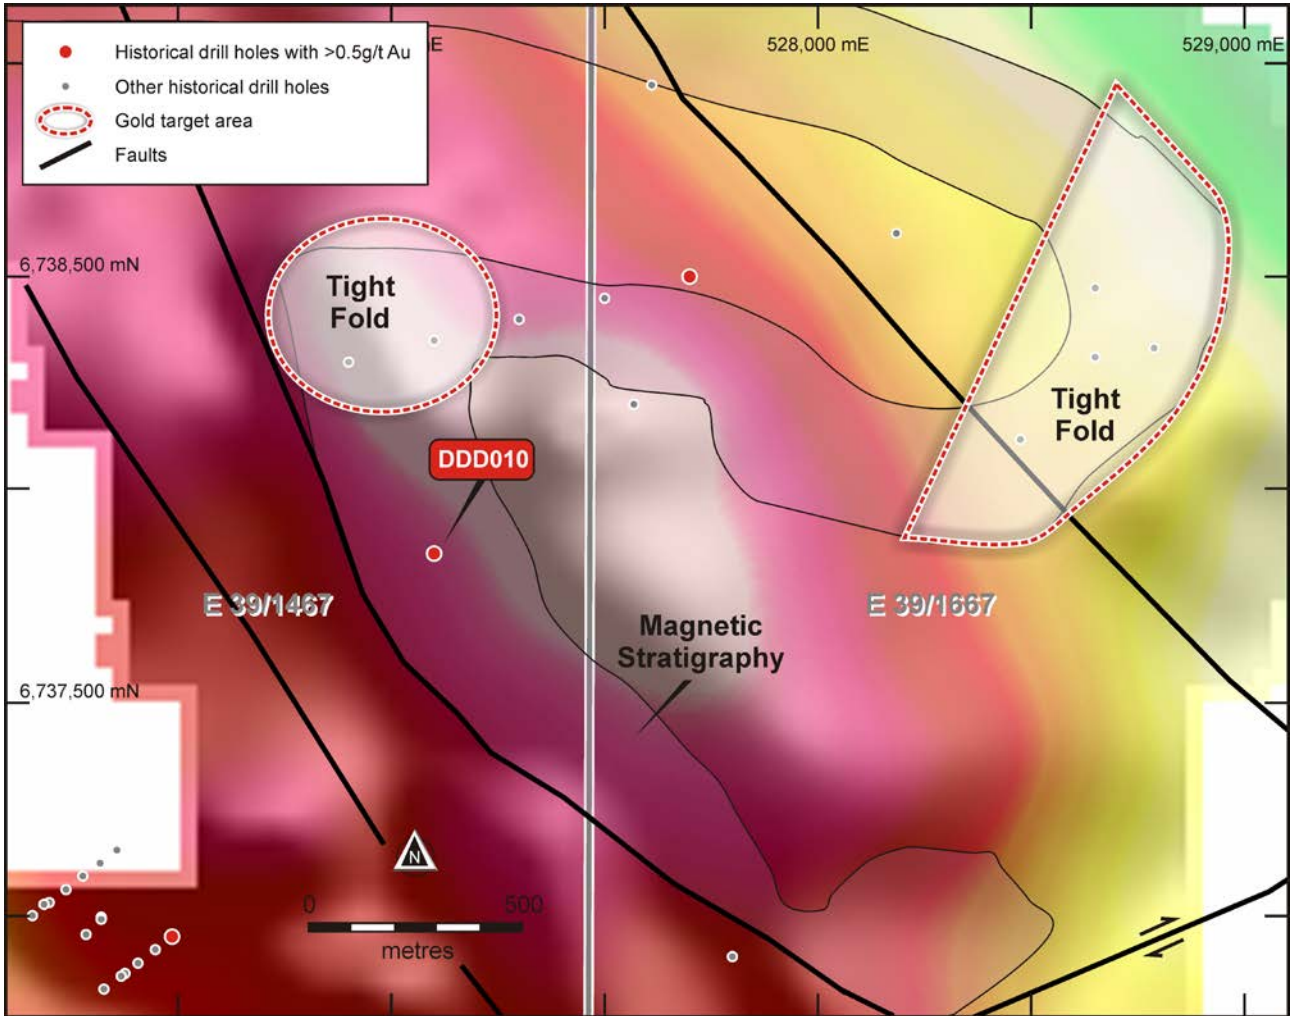 Historical drill holes with >0.5g/t Au
Other historical drill holes
Gold target area
Faults
mE
528,000 mE
529,000 mE
6,738,500 mN
Tight
Fold
Tight
Fold
DDD010
E 39/1467
E 39/1667
Magnetic
Stratigraphy
6,737,500 mN
N
0
500
metres